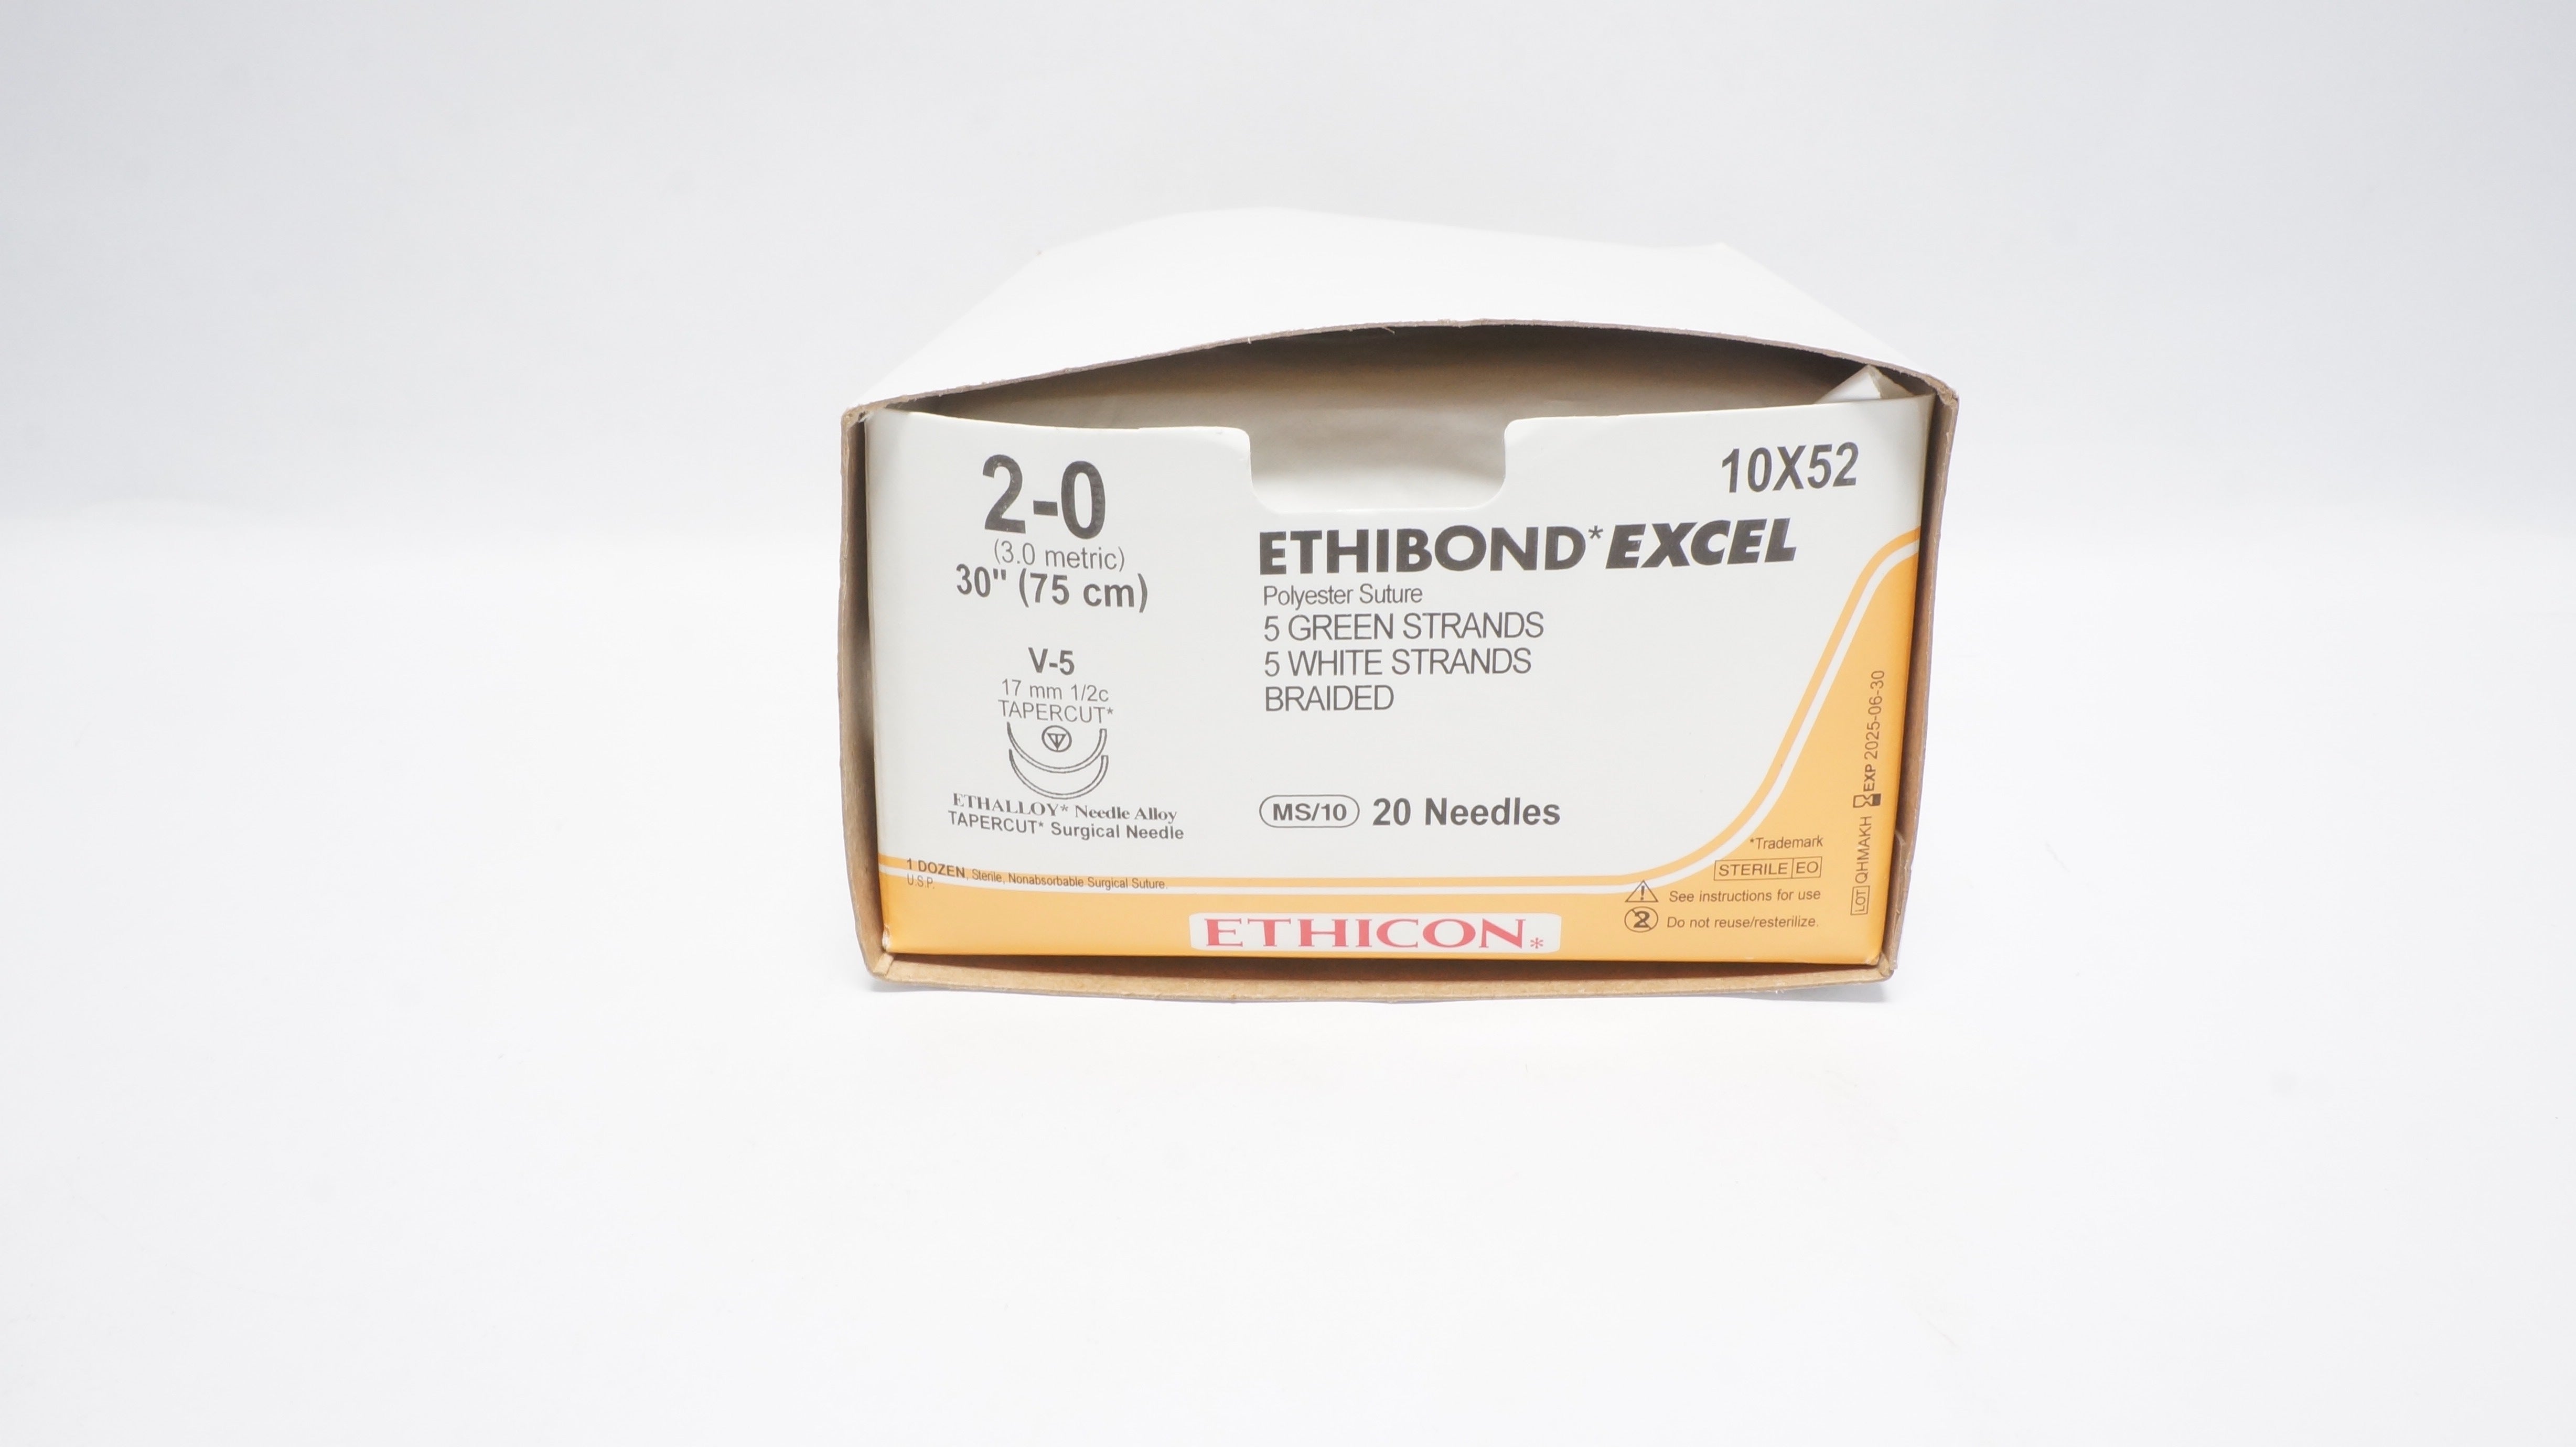 2-0
(3.0 metric)
30" (75 cm)
V-5
17 mm 1/2c
TAPERCUT*
ETHALLOY* Needle Alloy
TAPERCUT* Surgical Needle
10X52
ETHIBOND*EXCEL
Polyester Suture
5 GREEN STRANDS
5 WHITE STRANDS
BRAIDED
MS/10 20 Needles
1 DOZEN, Sterile, Nonabsorbable Surgical Suture
U.S.P.
ETHICON*
*Trademark
STERILE EO
See instructions for use
2 Do not reuse/resterilize.
LOT QHMAKH EXP 2025-06-30